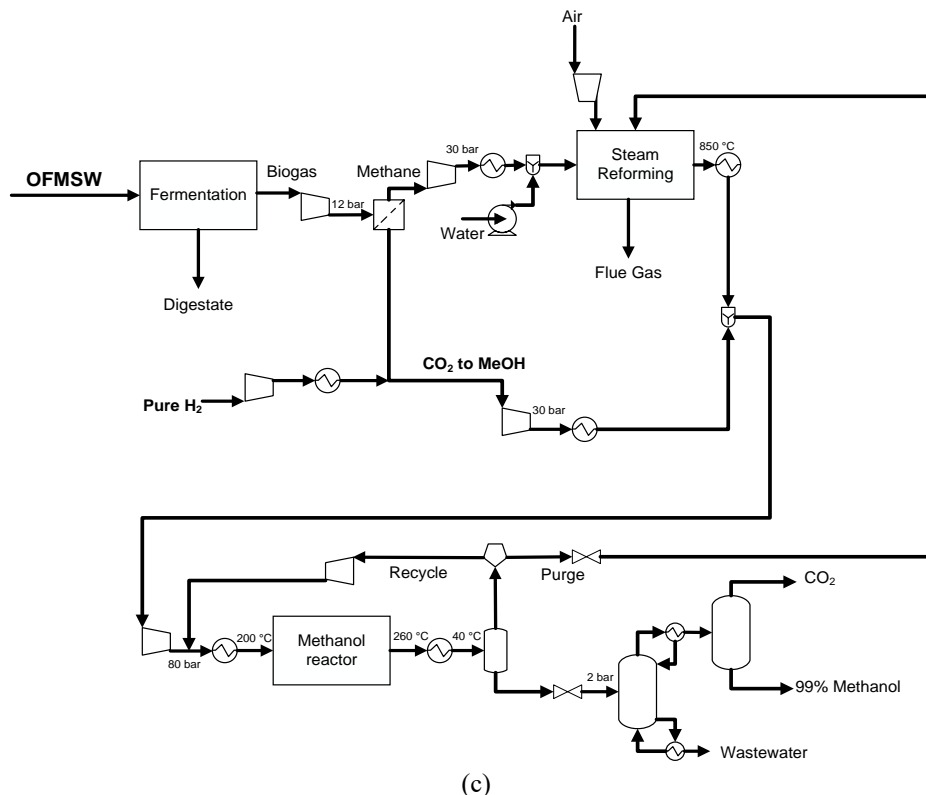 Air
OFMSW
Fermentation
Biogas
12 bar
Digestate
Methane
30 bar
Water
Steam
Reforming
850 °C
Flue Gas
Pure H₂
CO₂ to MeOH
30 bar
Recycle
Purge
80 bar
200 °C
Methanol
reactor
260 °C
40 °C
2 bar
CO₂
99% Methanol
Wastewater
(c)